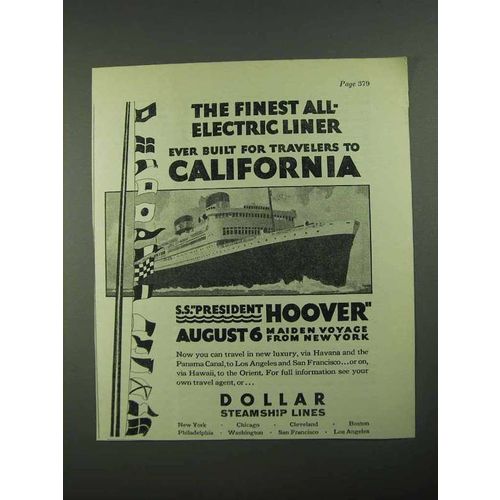 Page 379
THE FINEST ALL-
ELECTRIC LINER
EVER BUILT FOR TRAVELERS TO
CALIFORNIA
S.S. "PRESIDENT HOOVER"
AUGUST 6 MAIDEN VOYAGE
FROM NEW YORK
Now you can travel in new luxury, via Havana and the
Panama Canal, to Los Angeles and San Francisco...or on,
via Hawaii, to the Orient. For full information see your
own travel agent, or...
DOLLAR
STEAMSHIP LINES
New York · Chicago · Cleveland · Boston
Philadelphia · Washington · San Francisco · Los Angeles